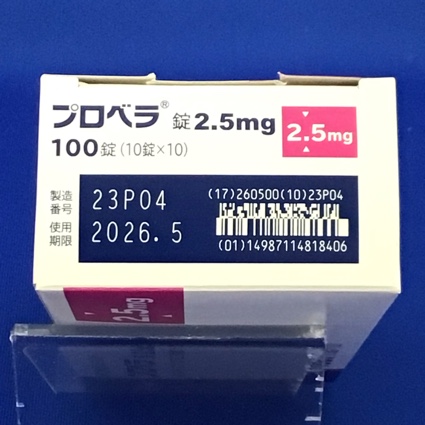 プロベラ® 錠 2.5mg
2.5mg
100錠 (10錠×10)
製造番号 23P04
使用期限 2026.5
(17)260500(10)23P04
(01)14987114818406
2.5mg